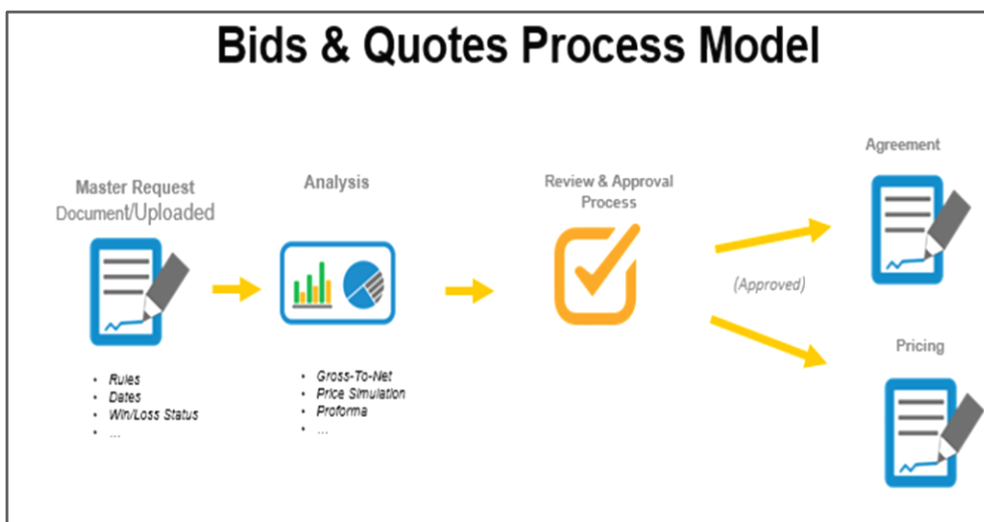 Bids & Quotes Process Model
Master Request
Document/Uploaded
• Rules
• Dates
• Win/Loss Status
• ...
Analysis
• Gross-To-Net
• Price Simulation
• Proforma
• ...
Review & Approval
Process
(Approved)
Agreement
Pricing